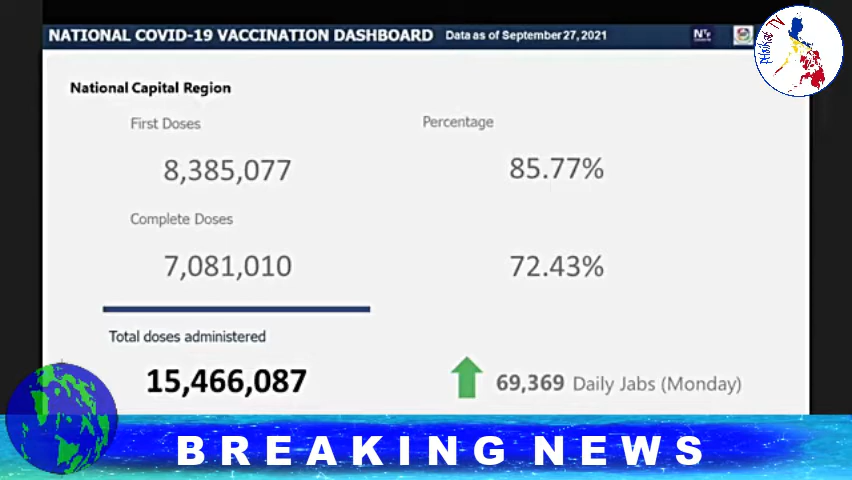 NATIONAL COVID-19 VACCINATION DASHBOARD Data as of September 27, 2021
National Capital Region
First Doses Percentage
8,385,077 85.77%
Complete Doses
7,081,010 72.43%
Total doses administered
15,466,087 69,369 Daily Jabs (Monday)
BREAKING NEWS